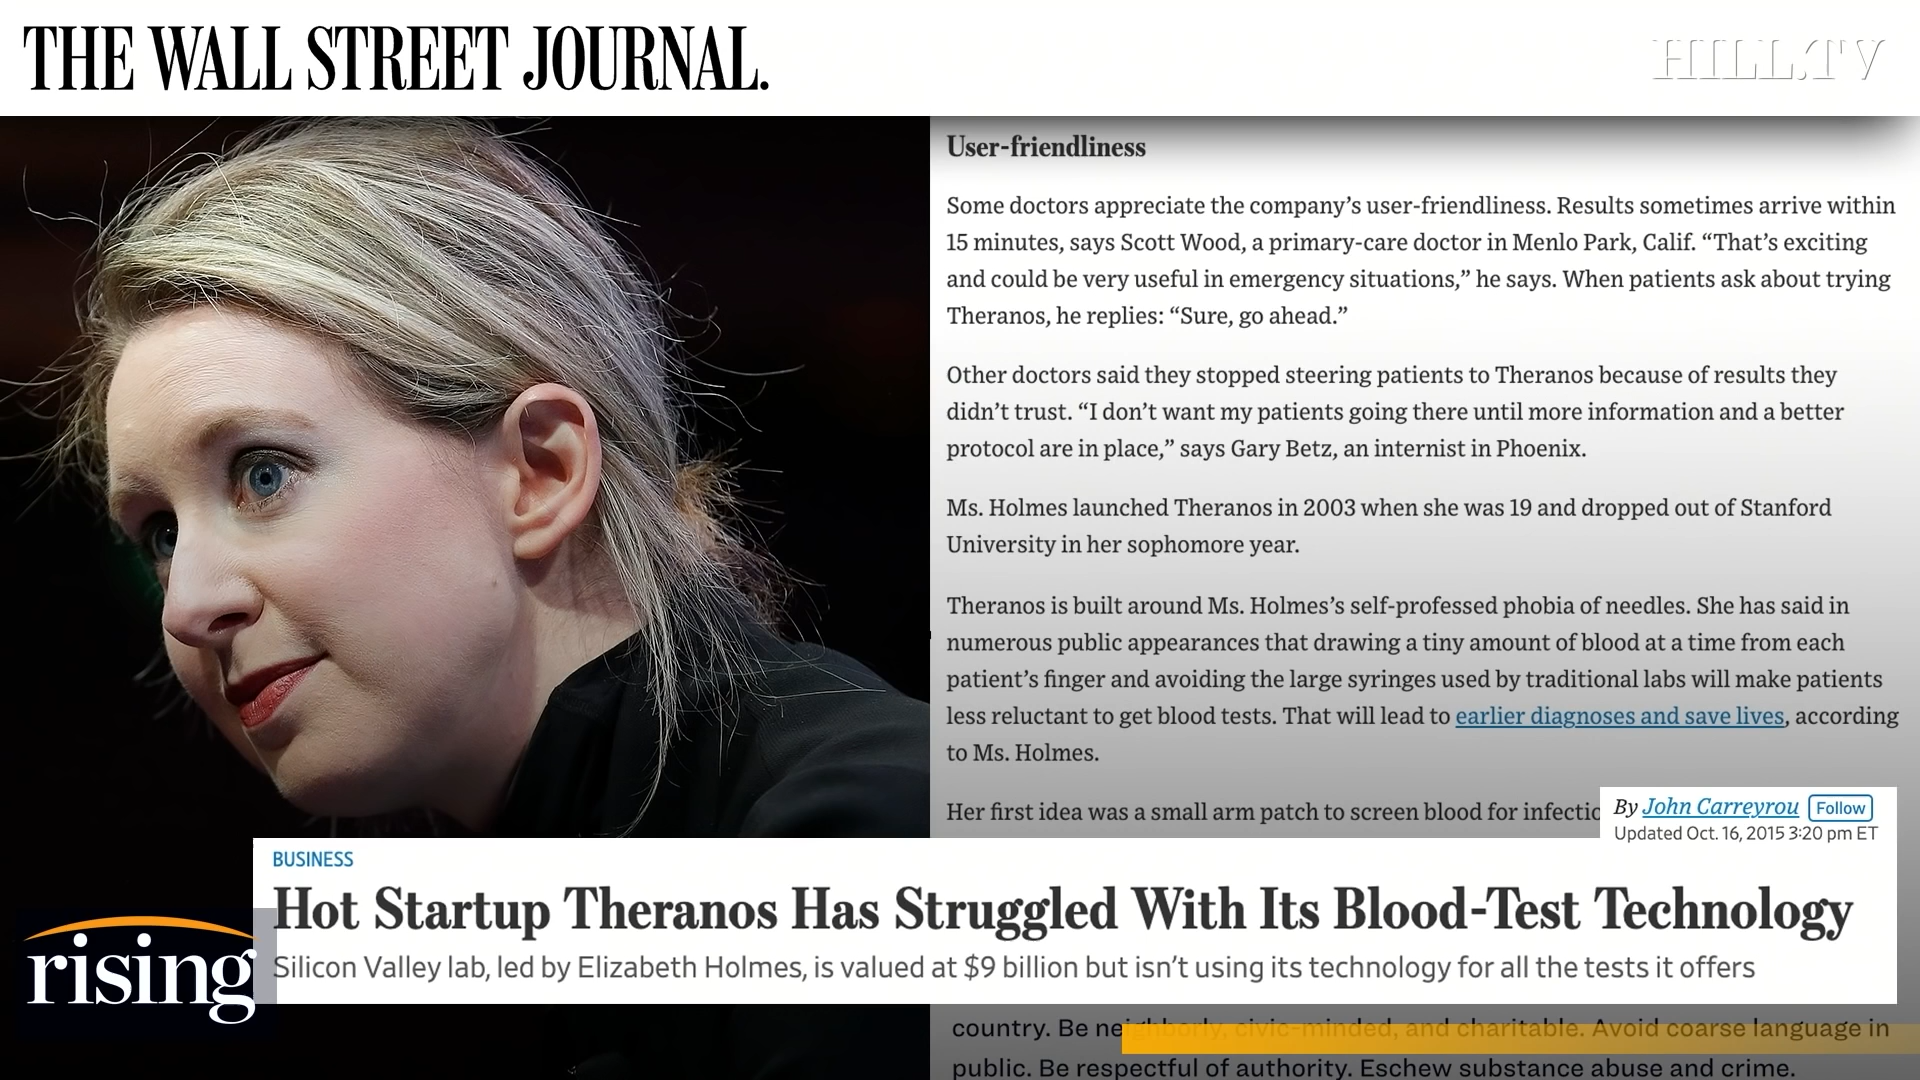 THE WALL STREET JOURNAL.
HILL.TV
User-friendliness
Some doctors appreciate the company’s user-friendliness. Results sometimes arrive within
15 minutes, says Scott Wood, a primary-care doctor in Menlo Park, Calif. “That’s exciting
and could be very useful in emergency situations,” he says. When patients ask about trying
Theranos, he replies: “Sure, go ahead.”
Other doctors said they stopped steering patients to Theranos because of results they
didn’t trust. “I don’t want my patients going there until more information and a better
protocol are in place,” says Gary Betz, an internist in Phoenix.
Ms. Holmes launched Theranos in 2003 when she was 19 and dropped out of Stanford
University in her sophomore year.
Theranos is built around Ms. Holmes’s self-professed phobia of needles. She has said in
numerous public appearances that drawing a tiny amount of blood at a time from each
patient’s finger and avoiding the large syringes used by traditional labs will make patients
less reluctant to get blood tests. That will lead to earlier diagnoses and save lives, according
to Ms. Holmes.
Her first idea was a small arm patch to screen blood for infectio
By John Carreyrou Follow
Updated Oct. 16, 2015 3:20 pm ET
BUSINESS
Hot Startup Theranos Has Struggled With Its Blood-Test Technology
Silicon Valley lab, led by Elizabeth Holmes, is valued at $9 billion but isn’t using its technology for all the tests it offers
rising
country. Be neighborly, civic-minded, and charitable. Avoid coarse language in
public. Be respectful of authority. Eschew substance abuse and crime.